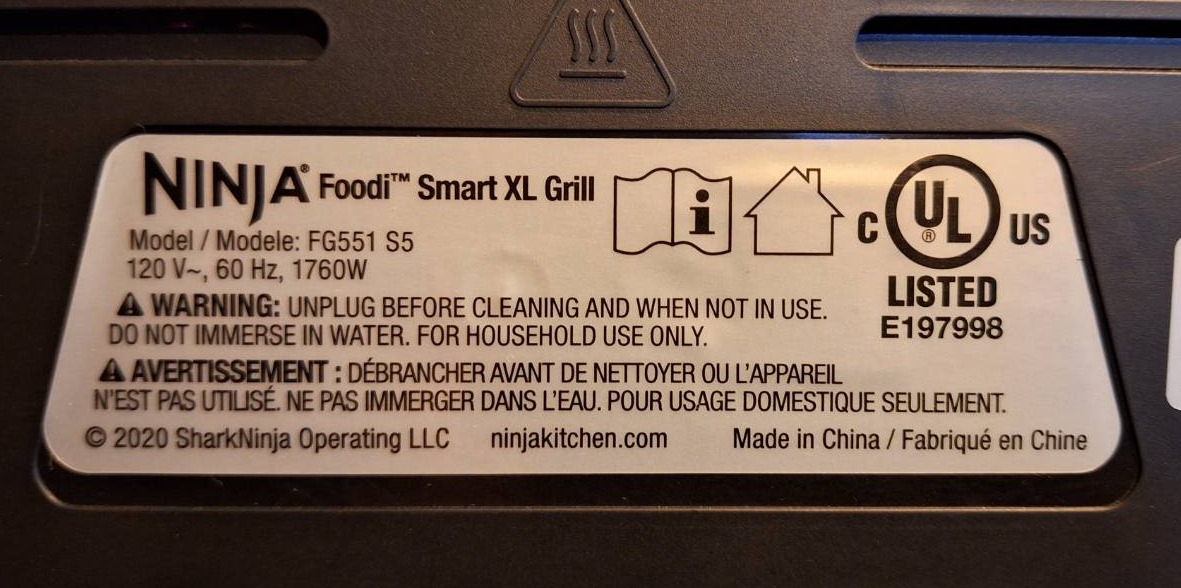 NINJA® Foodi™ Smart XL Grill
Model / Modele: FG551 S5
120 V~, 60 Hz, 1760W
i
C UL® US
LISTED
E197998
⚠ WARNING: UNPLUG BEFORE CLEANING AND WHEN NOT IN USE.
DO NOT IMMERSE IN WATER. FOR HOUSEHOLD USE ONLY.
⚠ AVERTISSEMENT : DÉBRANCHER AVANT DE NETTOYER OU L'APPAREIL
N'EST PAS UTILISÉ. NE PAS IMMERGER DANS L'EAU. POUR USAGE DOMESTIQUE SEULEMENT.
© 2020 SharkNinja Operating LLC ninjakitchen.com Made in China / Fabriqué en Chine